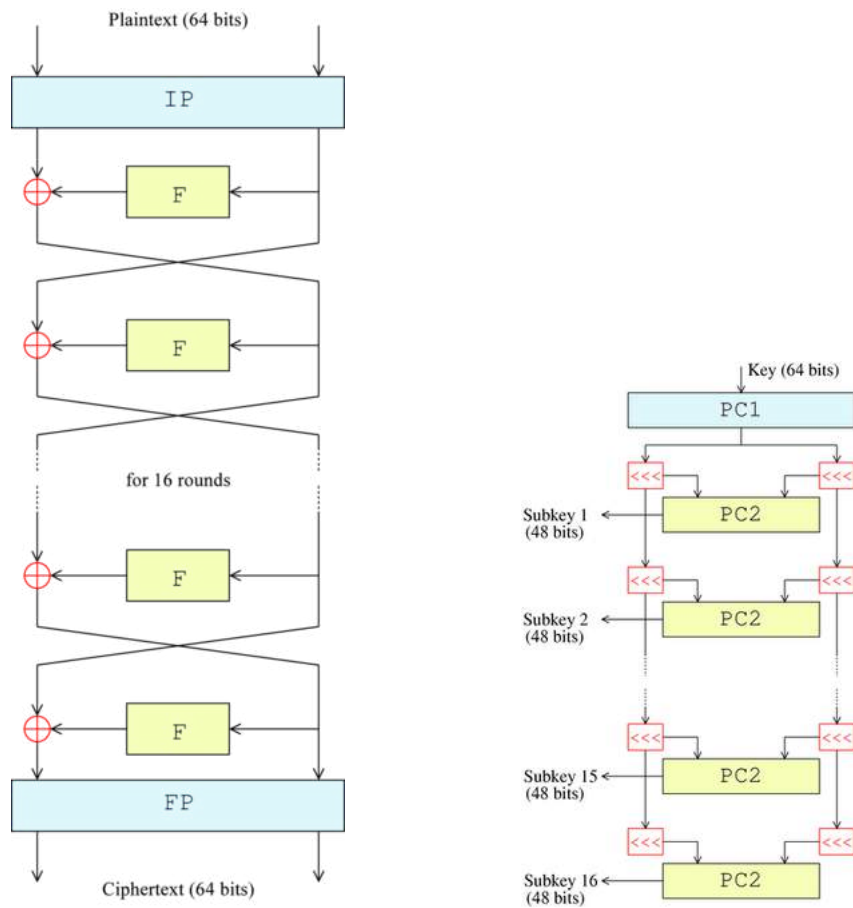 Plaintext (64 bits)
IP
F
F
for 16 rounds
F
F
FP
Ciphertext (64 bits)
Key (64 bits)
PC1
<<< <<<
Subkey 1
(48 bits)
PC2
<<< <<<
Subkey 2
(48 bits)
PC2
<<< <<<
Subkey 15
(48 bits)
PC2
<<< <<<
Subkey 16
(48 bits)
PC2